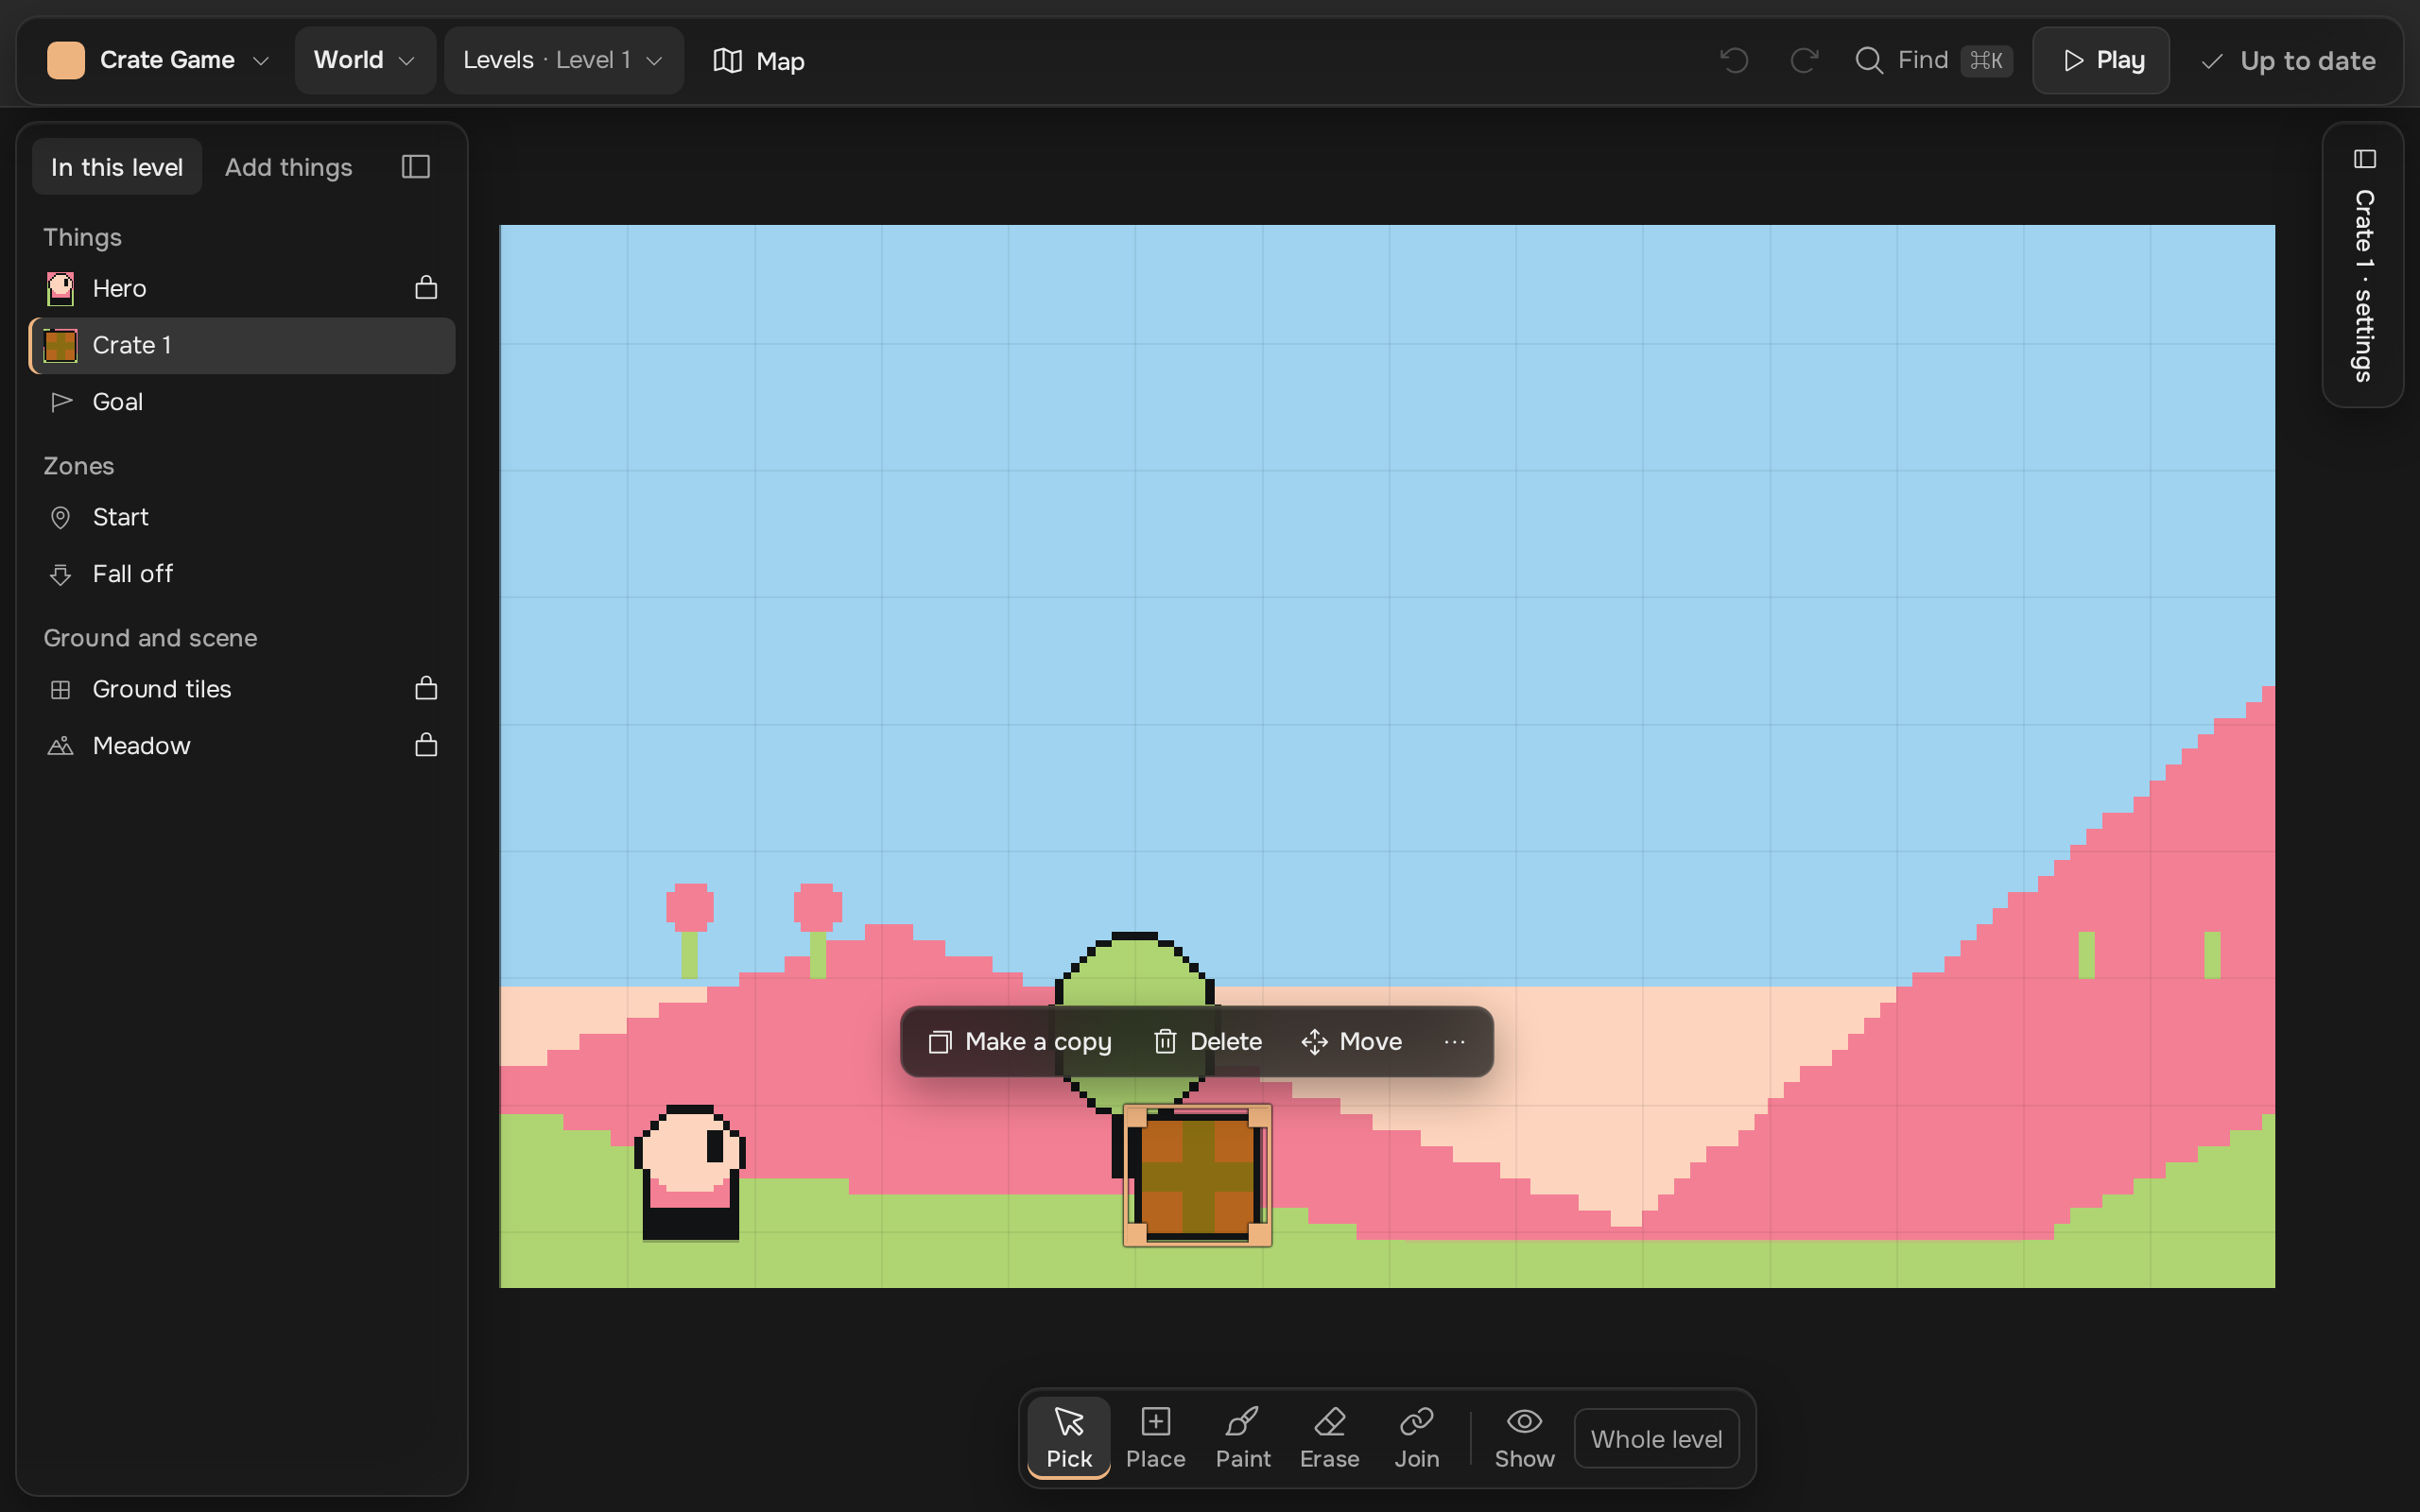 Crate Game
World
Levels · Level 1
Map
Find ⌘K
Play
Up to date
In this level
Add things
Things
Hero
Crate 1
Goal
Zones
Start
Fall off
Ground and scene
Ground tiles
Meadow
Crate 1 · settings
Make a copy
Delete
Move
Pick
Place
Paint
Erase
Join
Show
Whole level